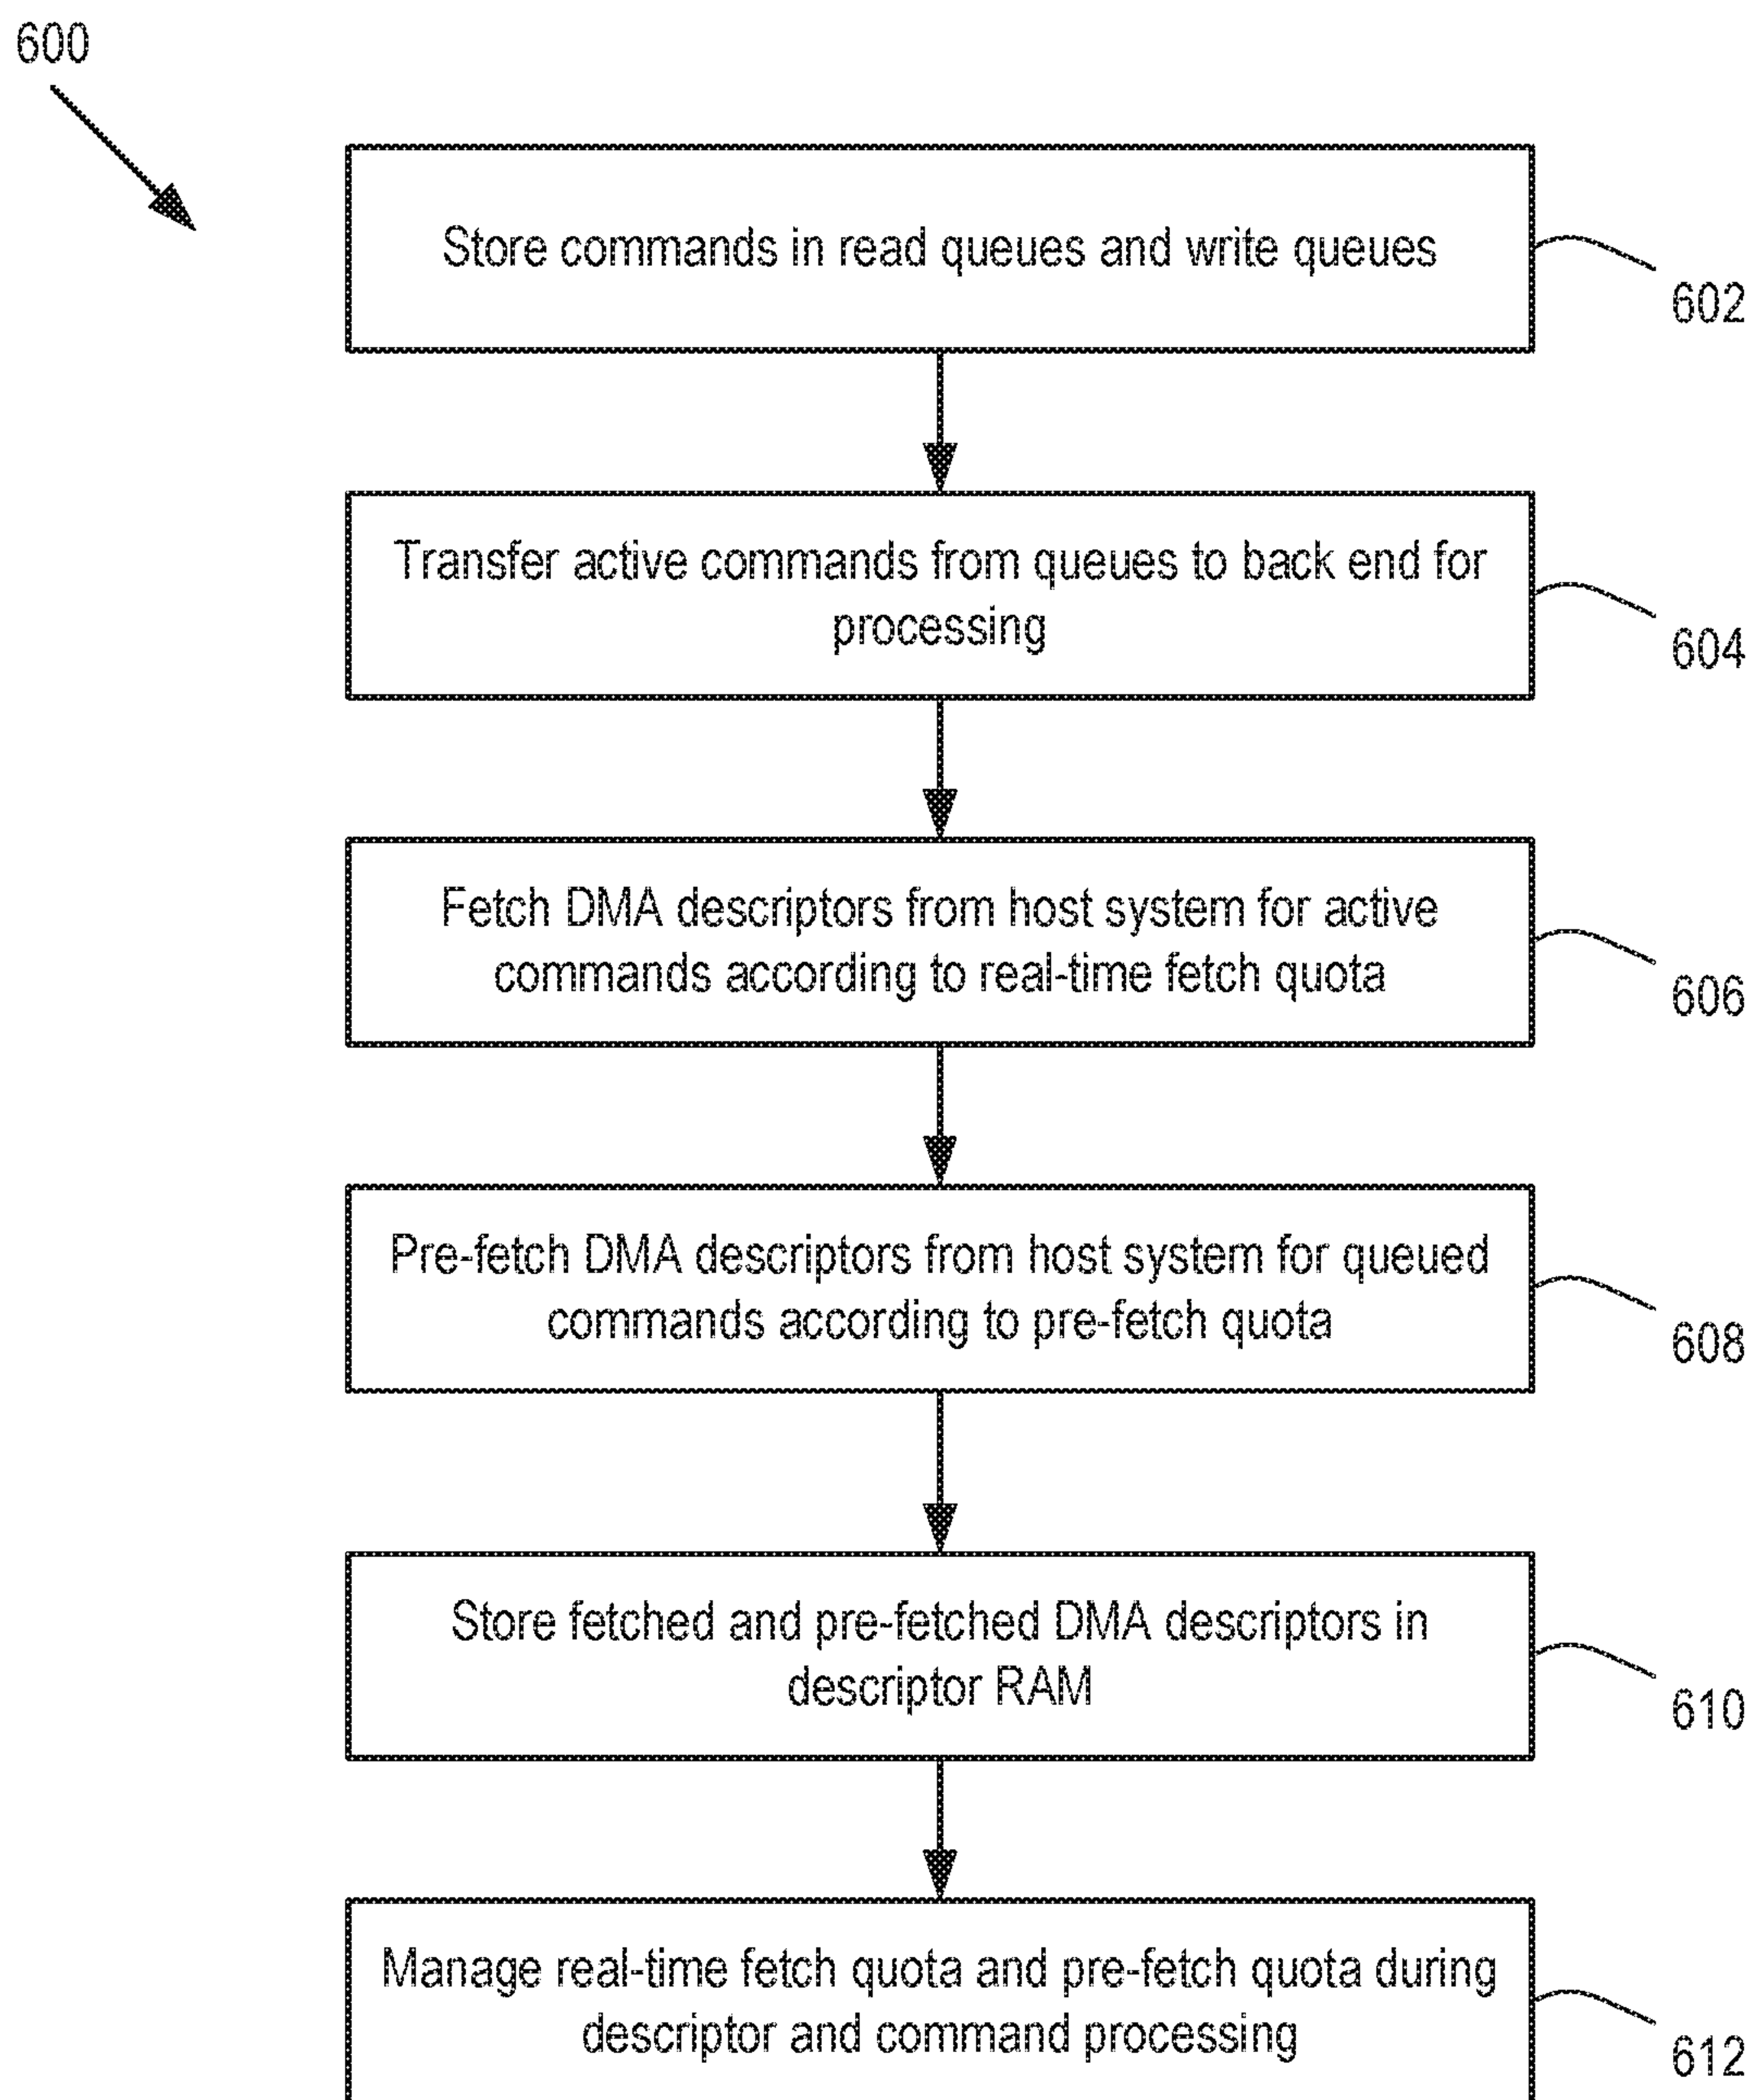 600
Store commands in read queues and write queues
602
Transfer active commands from queues to back end for
processing
604
Fetch DMA descriptors from host system for active
commands according to real-time fetch quota
606
Pre-fetch DMA descriptors from host system for queued
commands according to pre-fetch quota
608
Store fetched and pre-fetched DMA descriptors in
descriptor RAM
610
Manage real-time fetch quota and pre-fetch quota during
descriptor and command processing
612